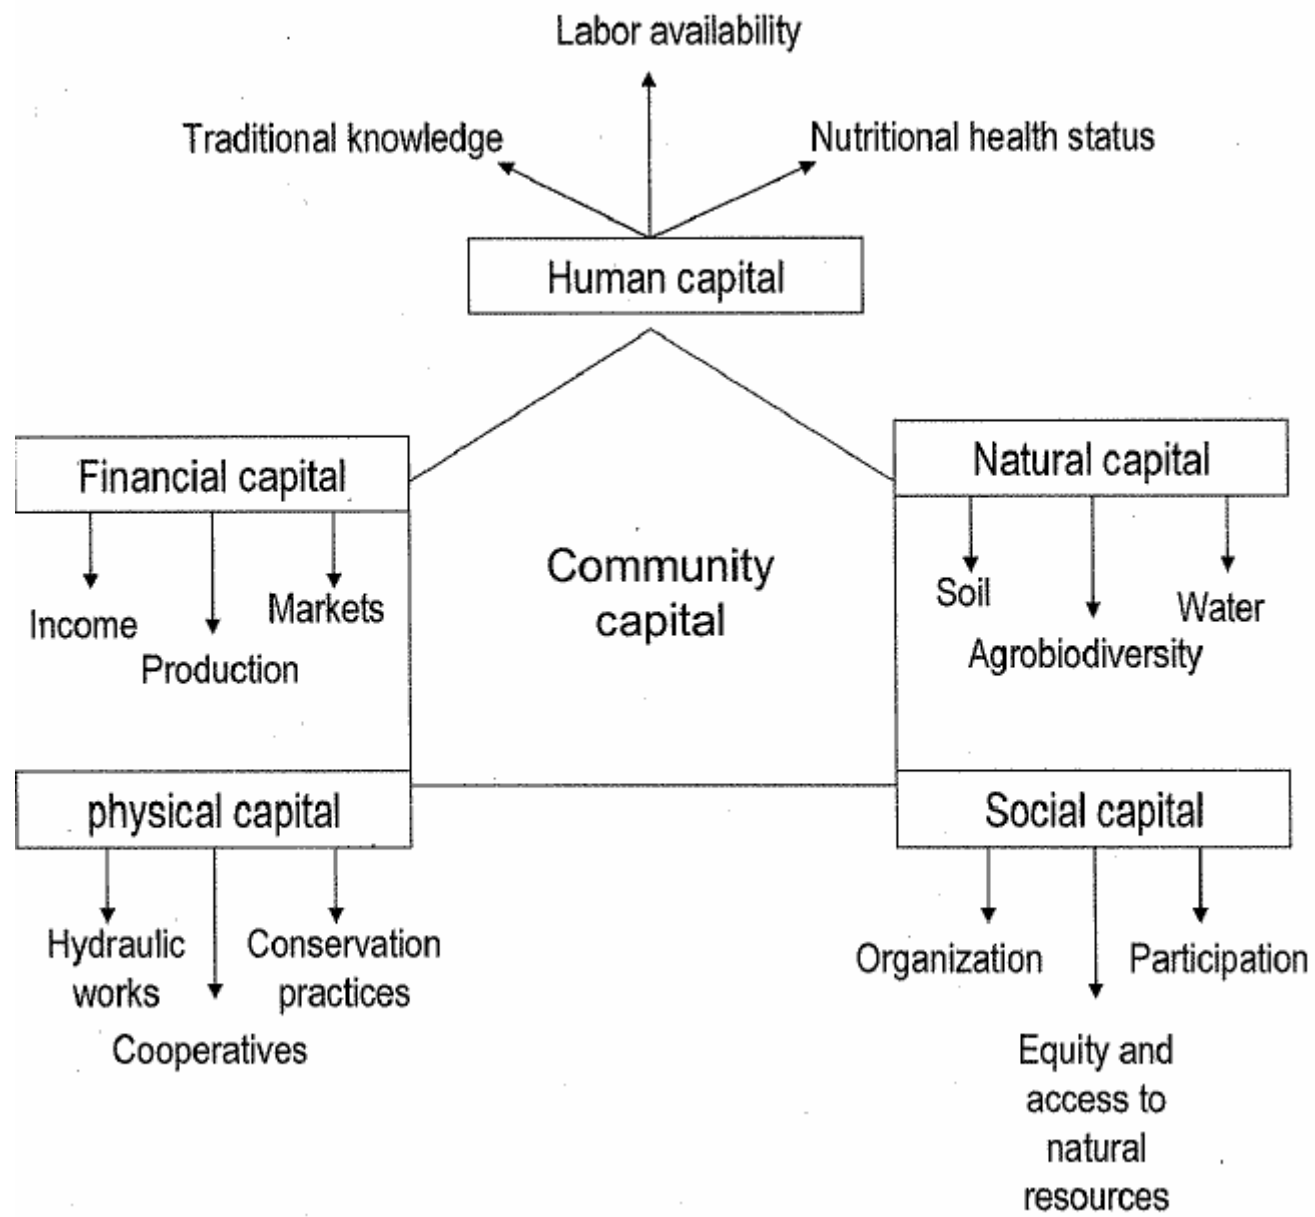 Labor availability
Traditional knowledge
Nutritional health status
Human capital
Financial capital
Natural capital
Income
Production
Markets
Community
capital
Soil
Agrobiodiversity
Water
physical capital
Social capital
Hydraulic
works
Cooperatives
Conservation
practices
Organization
Equity and
access to
natural
resources
Participation